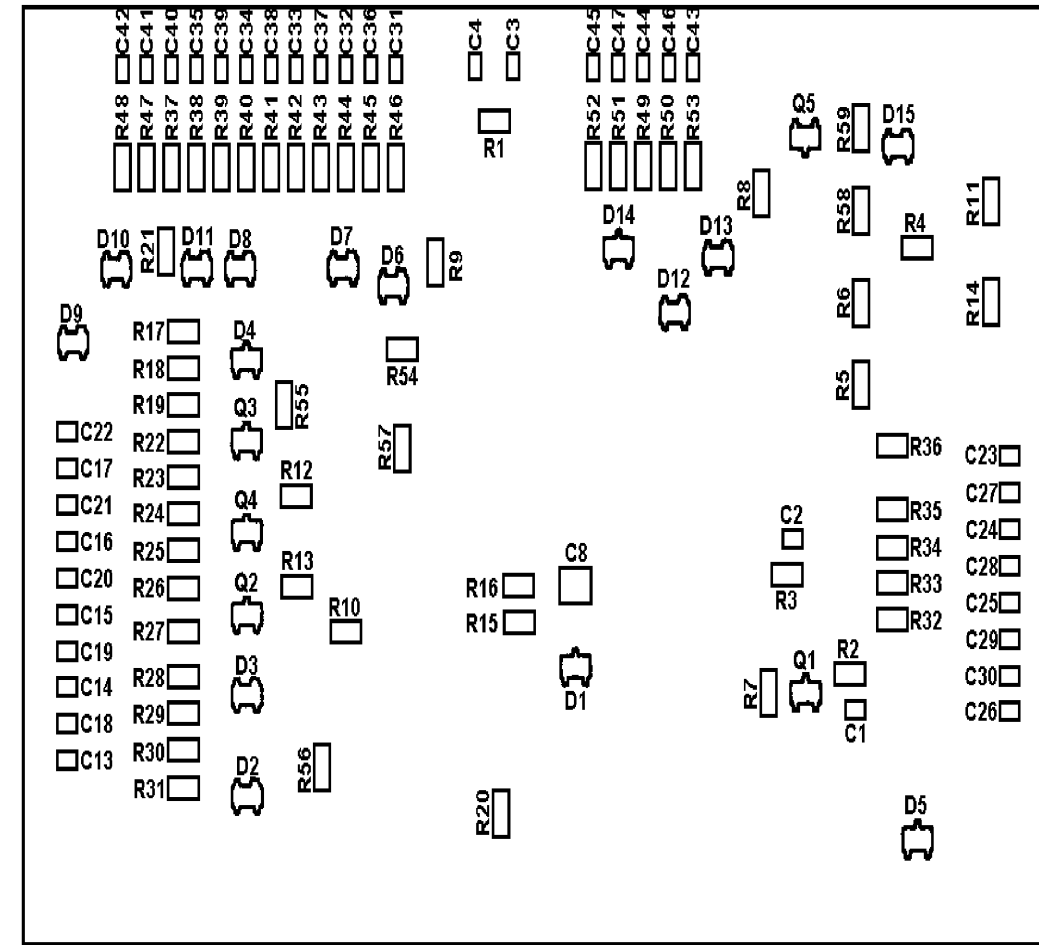 C42 C41 C40 C35 C39 C34 C38 C33 C37 C32 C36 C31 C4 C3 C45 C47 C44 C46 C43
R48 R47 R37 R38 R39 R40 R41 R42 R43 R44 R45 R46 R1 R52 R51 R49 R50 R53
Q5 R59 D15
R8 R58 R11
D14 D13 R4
D10 R21 D11 D8 D7 D6 R9
D12 R6 R14
D9 R17 D4
R18 R54
R19 R55 R5
C22 R22 Q3 R57 R36 C23
C17 R23 R12 C27
C21 R24 Q4 R35 C24
C16 R25 C2 R34 C28
C20 R26 R13 R16 C8 R3 R33 C25
C15 Q2 R10 R15 R32
C19 R27 C29
C14 R28 D3 D1 R7 Q1 R2 C30
C18 R29 C1 C26
C13 R30 R56
R31 D2
R20 D5